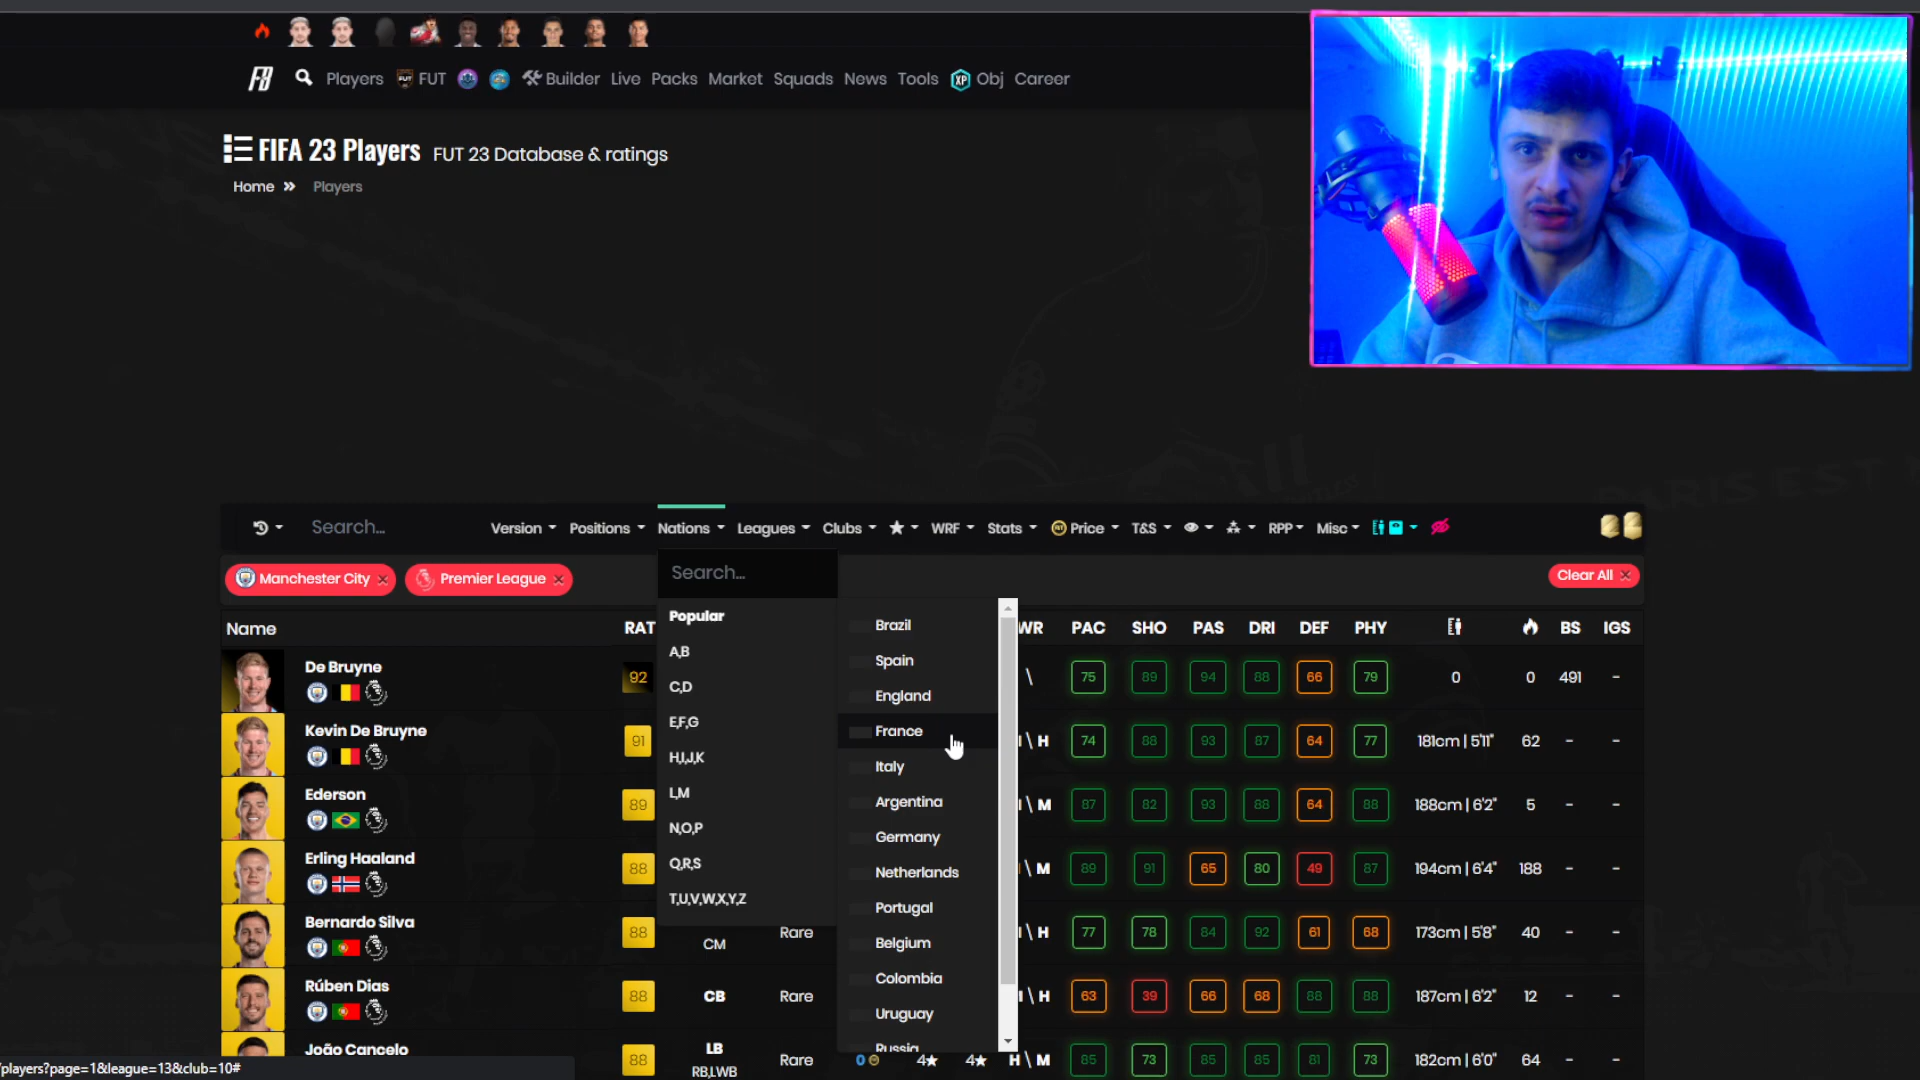 FB Players FUT Builder Live Packs Market Squads News Tools XP Obj Career
FIFA 23 Players FUT 23 Database & ratings
Home » Players
Search... Version Positions Nations Leagues Clubs WRF Stats Price T&S RPP Misc
Manchester City × Premier League × Clear All ×
Search...
Popular
A,B
C,D
E,F,G
H,I,J,K
L,M
N,O,P
Q,R,S
T,U,V,W,X,Y,Z
Brazil
Spain
England
France
Italy
Argentina
Germany
Netherlands
Portugal
Belgium
Colombia
Uruguay
Russia
Name RAT WR PAC SHO PAS DRI DEF PHY BS IGS
De Bruyne 92 \ 75 89 94 88 66 79 0 0 491 -
Kevin De Bruyne 91 \ H 74 88 93 87 64 77 181cm | 5'11" 62 - -
Ederson 89 \ M 87 82 93 88 64 88 188cm | 6'2" 5 - -
Erling Haaland 88 \ M 89 91 65 80 49 87 194cm | 6'4" 188 - -
Bernardo Silva 88 CM Rare \ H 77 78 84 92 61 68 173cm | 5'8" 40 - -
Rúben Dias 88 CB Rare \ H 63 39 66 68 88 88 187cm | 6'2" 12 - -
João Cancelo 88 LB Rare 0 4★ 4★ H \ M 85 73 85 85 81 73 182cm | 6'0" 64 - -
RB,LWB
/players?page=1&league=13&club=10#